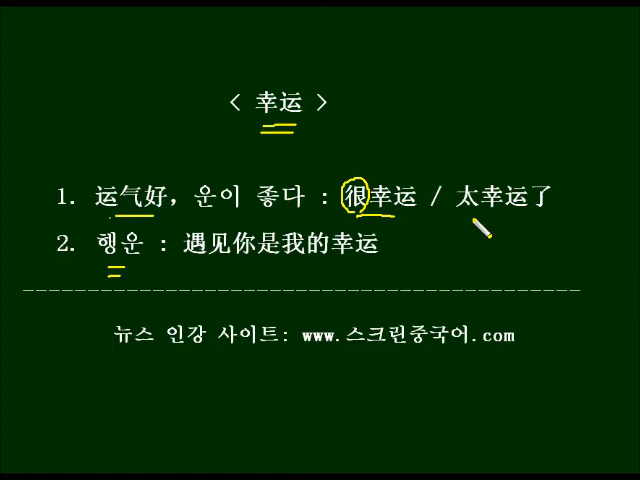 < 幸运 >
1. 运气好, 운이 좋다 : 很幸运 / 太幸运了
2. 행운 : 遇见你是我的幸运
뉴스 인강 사이트: www.스크린중국어.com